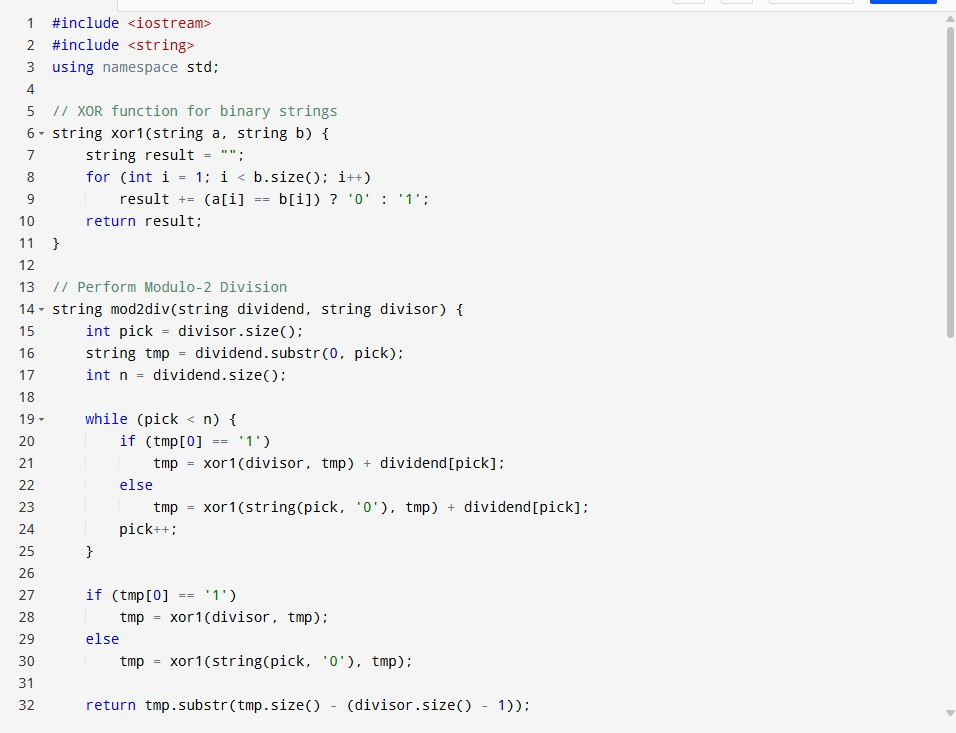 1 #include <iostream>
2 #include <string>
3 using namespace std;
4
5 // XOR function for binary strings
6 string xor1(string a, string b) {
7     string result = "";
8     for (int i = 1; i < b.size(); i++)
9         result += (a[i] == b[i]) ? '0' : '1';
10     return result;
11 }
12
13 // Perform Modulo-2 Division
14 string mod2div(string dividend, string divisor) {
15     int pick = divisor.size();
16     string tmp = dividend.substr(0, pick);
17     int n = dividend.size();
18
19     while (pick < n) {
20         if (tmp[0] == '1')
21             tmp = xor1(divisor, tmp) + dividend[pick];
22         else
23             tmp = xor1(string(pick, '0'), tmp) + dividend[pick];
24         pick++;
25     }
26
27     if (tmp[0] == '1')
28         tmp = xor1(divisor, tmp);
29     else
30         tmp = xor1(string(pick, '0'), tmp);
31
32     return tmp.substr(tmp.size() - (divisor.size() - 1));